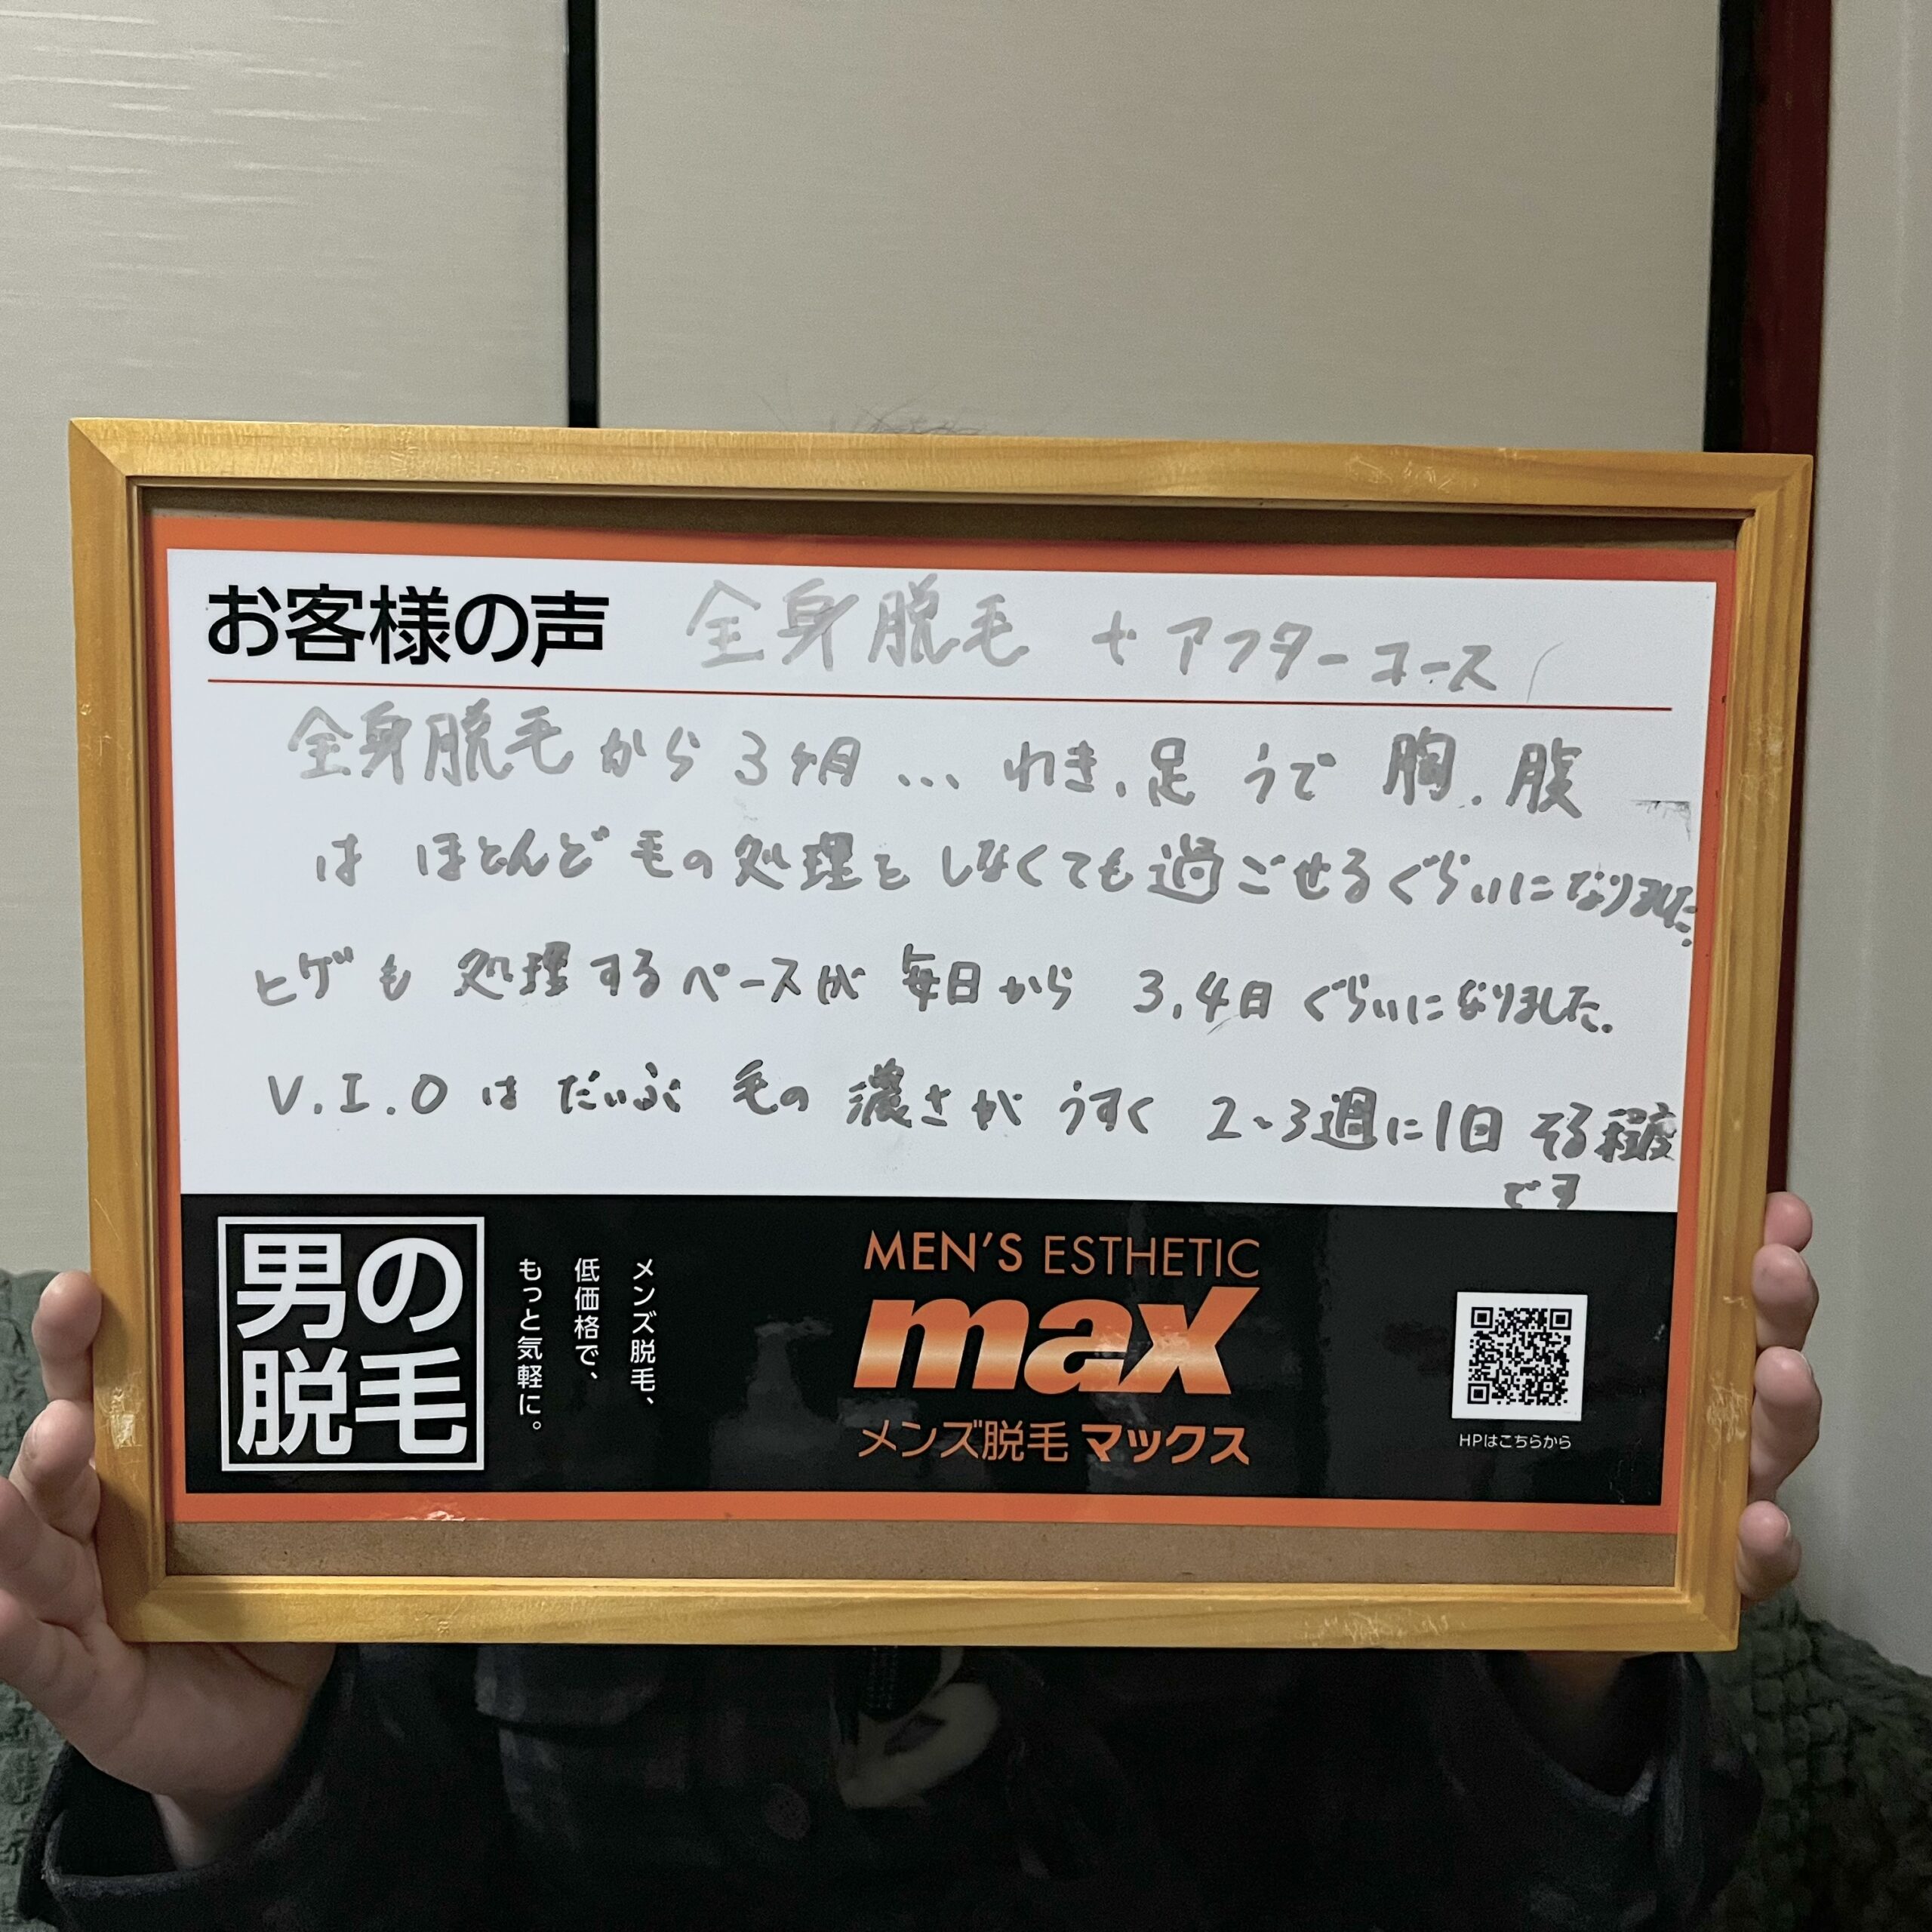 お客様の声 全身脱毛 + アフターコース
全身脱毛から3ヶ月... わき、足 うで 胸、腹
は ほとんど毛の処理をしなくても過ごせるぐらいになりました。
ヒゲも 処理するペースが 毎日から 3,4日 ぐらいになりました。
V.I.O は だいぶ 毛の 濃さが うすく 2~3週に1日 そる程度
です
男の
脱毛
メンズ脱毛、
低価格で、
もっと気軽に。
MEN'S ESTHETIC
max
メンズ脱毛 マックス
HPはこちらから